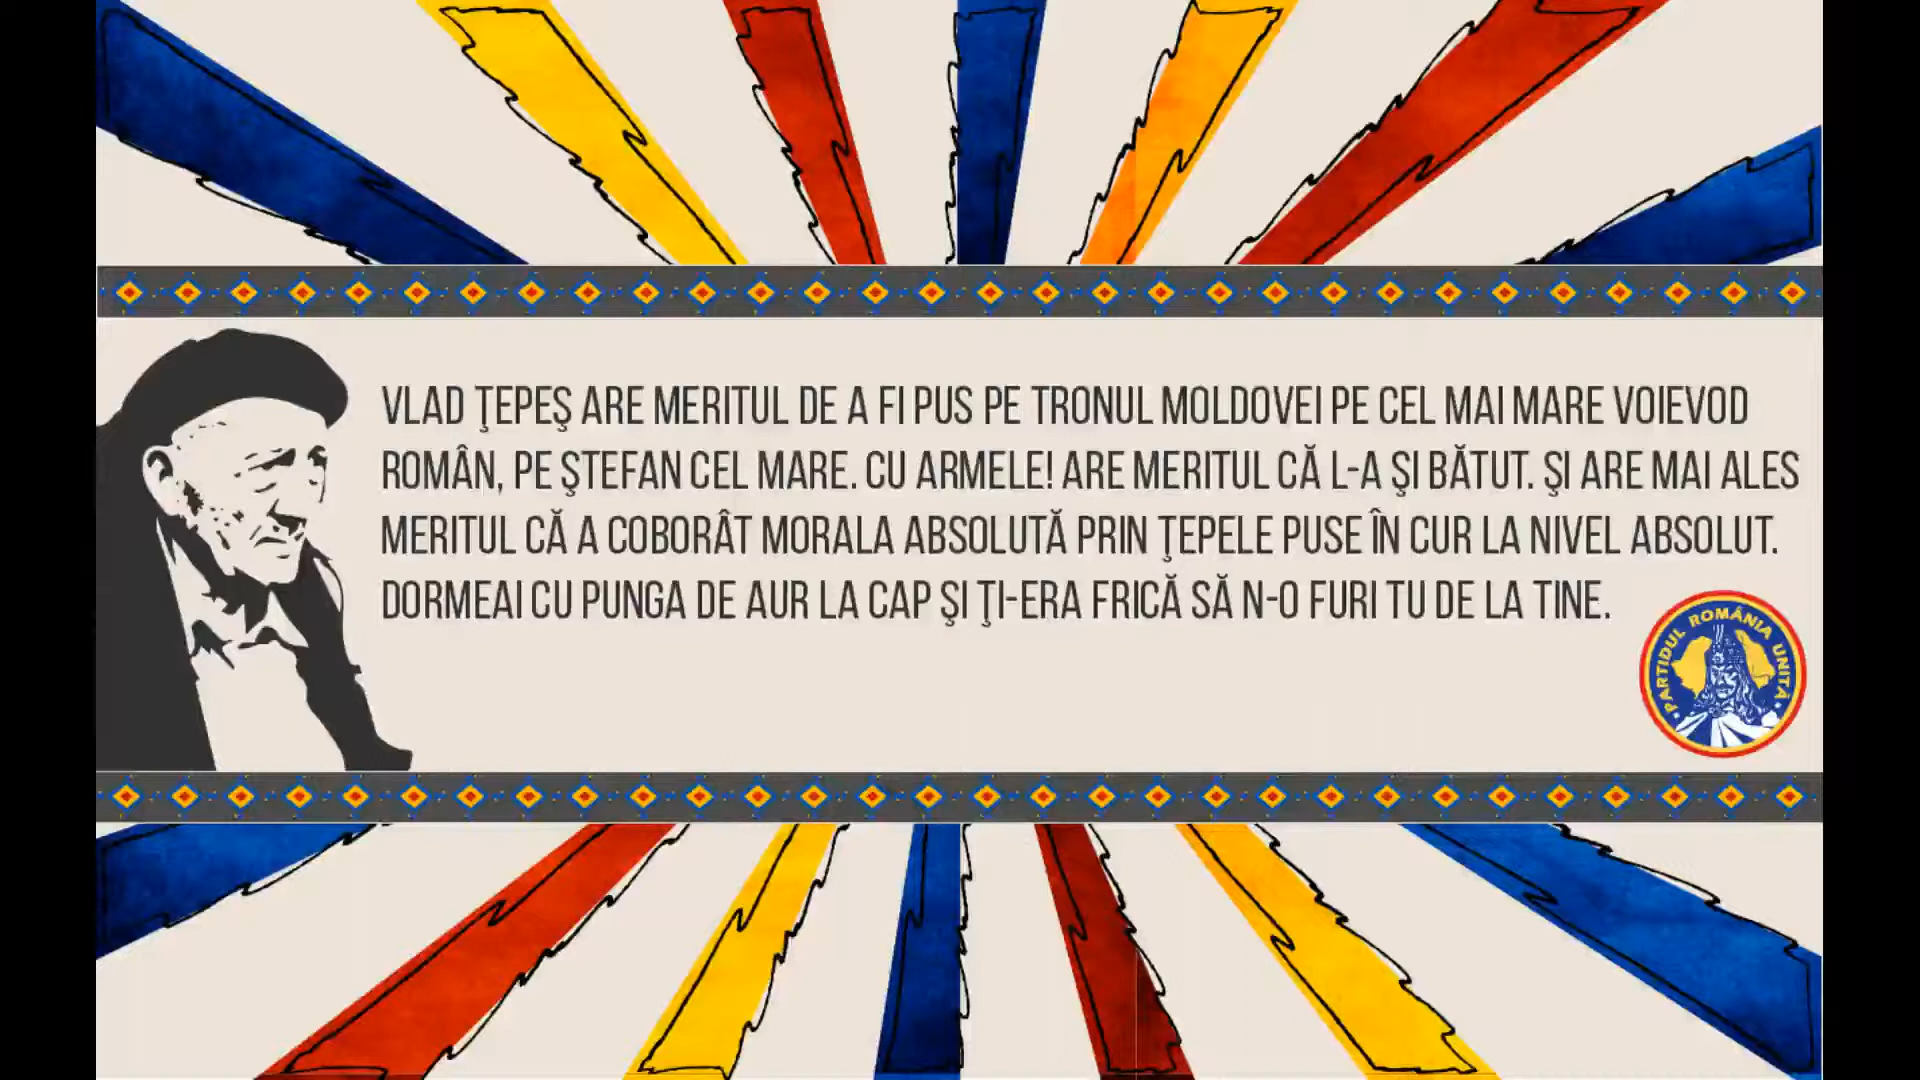 VLAD ŢEPEŞ ARE MERITUL DE A FI PUS PE TRONUL MOLDOVEI PE CEL MAI MARE VOIEVOD
ROMÂN, PE ŞTEFAN CEL MARE. CU ARMELE! ARE MERITUL CĂ L-A ŞI BĂTUT. ŞI ARE MAI ALES
MERITUL CĂ A COBORÂT MORALA ABSOLUTĂ PRIN ŢEPELE PUSE ÎN CUR LA NIVEL ABSOLUT.
DORMEAI CU PUNGA DE AUR LA CAP ŞI ŢI-ERA FRICĂ SĂ N-O FURI TU DE LA TINE.
PARTIDUL ROMÂNIA UNITĂ